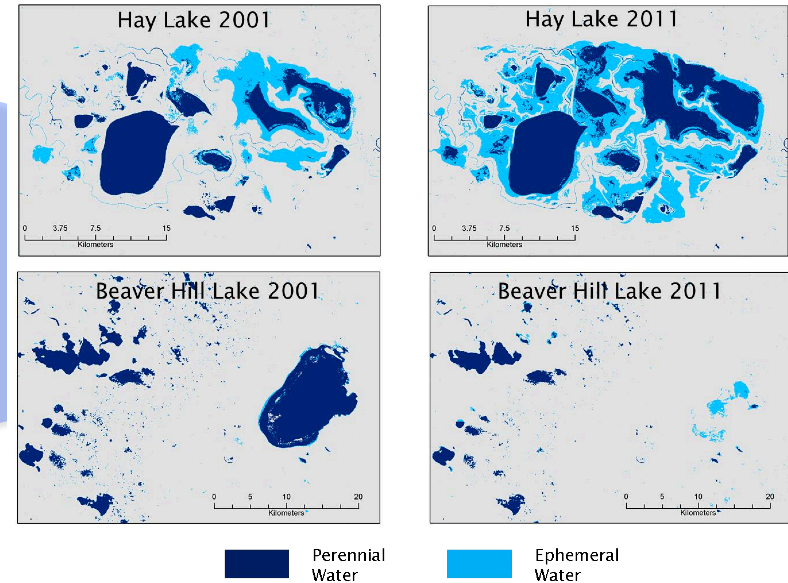 Hay Lake 2001
Hay Lake 2011
0 3.75 7.5 15
Kilometers
0 3.75 7.5 15
Kilometers
Beaver Hill Lake 2001
Beaver Hill Lake 2011
0 5 10 20
Kilometers
0 5 10 20
Kilometers
Perennial
Water
Ephemeral
Water